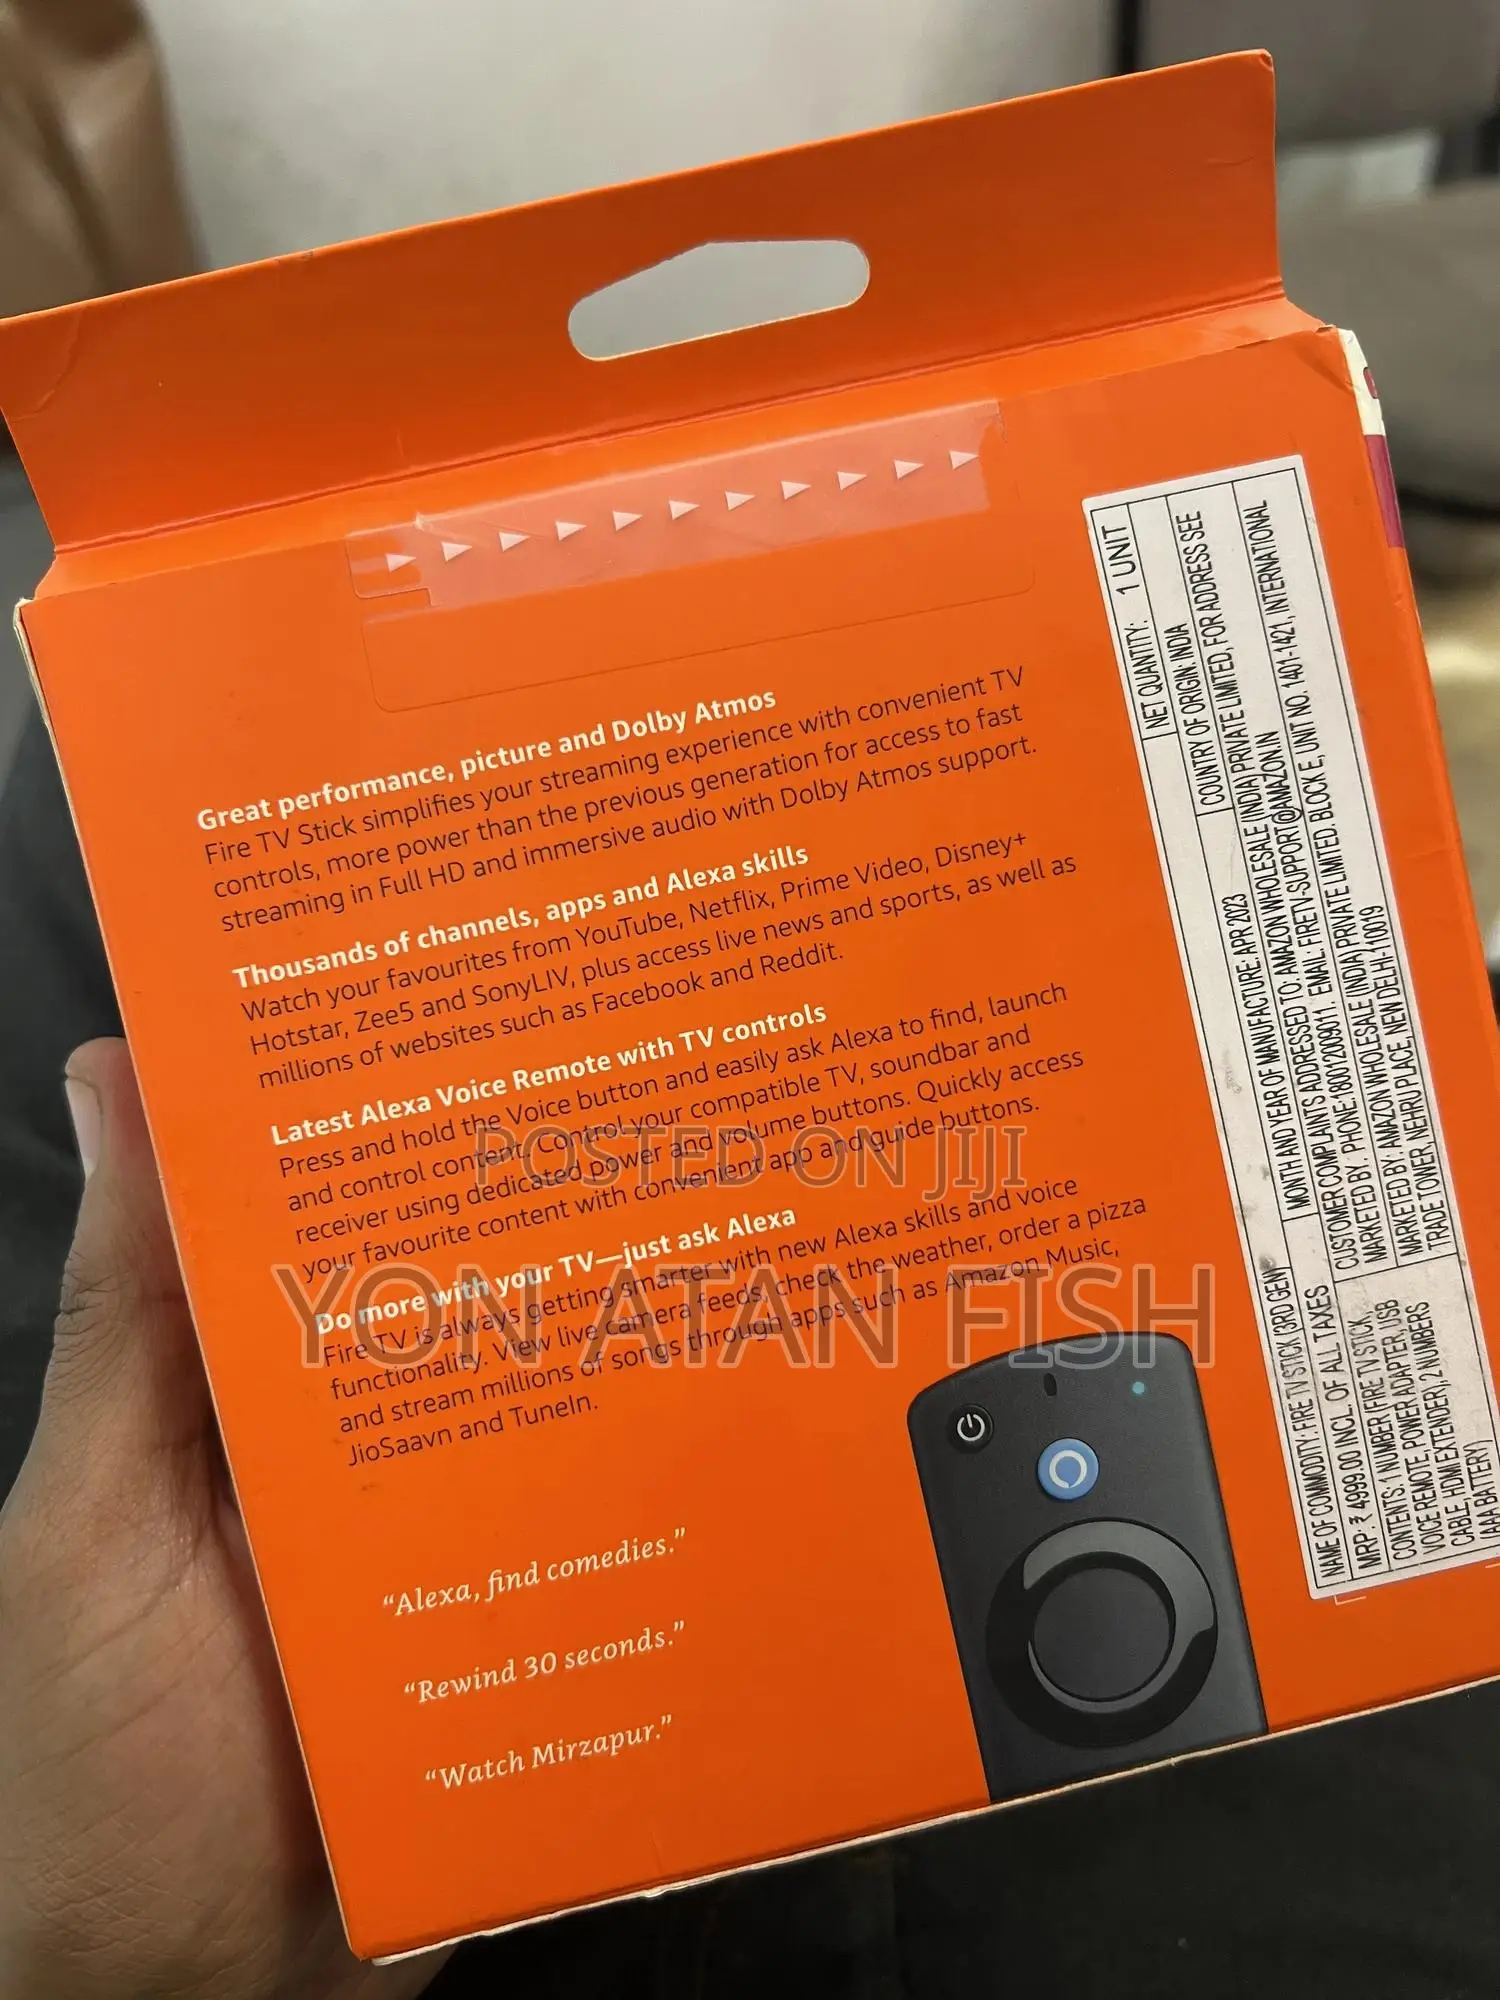 Great performance, picture and Dolby Atmos
Fire TV Stick simplifies your streaming experience with convenient TV
controls, more power than the previous generation for access to fast
streaming in Full HD and immersive audio with Dolby Atmos support.
Thousands of channels, apps and Alexa skills
Watch your favourites from YouTube, Netflix, Prime Video, Disney+
Hotstar, Zee5 and SonyLIV, plus access live news and sports, as well as
millions of websites such as Facebook and Reddit.
Latest Alexa Voice Remote with TV controls
Press and hold the Voice button and easily ask Alexa to find, launch
and control content. Control your compatible TV, soundbar and
receiver using dedicated power and volume buttons. Quickly access
your favourite content with convenient app and guide buttons.
Do more with your TV—just ask Alexa
Fire TV is always getting smarter with new Alexa skills and voice
functionality. View live camera feeds, check the weather, order a pizza
and stream millions of songs through apps such as Amazon Music,
JioSaavn and TuneIn.
“Alexa, find comedies.”
“Rewind 30 seconds.”
“Watch Mirzapur.”
NET QUANTITY: 1 UNIT
NAME OF COMMODITY: FIRE TV STICK (3RD GEN)
MRP: ₹ 4999.00 INCL. OF ALL TAXES
CONTENTS: 1 NUMBER (FIRE TV STICK,
VOICE REMOTE, POWER ADAPTER, USB
CABLE, HDMI EXTENDER), 2 NUMBERS
(AAA BATTERY)
MONTH AND YEAR OF MANUFACTURE: APR 2023
COUNTRY OF ORIGIN: INDIA
CUSTOMER COMPLAINTS ADDRESSED TO: AMAZON WHOLESALE (INDIA) PRIVATE LIMITED, FOR ADDRESS SEE
MARKETED BY. PHONE:18001209011. EMAIL: FIRETV-SUPPORT@AMAZON.IN
MARKETED BY: AMAZON WHOLESALE (INDIA) PRIVATE LIMITED. BLOCK E, UNIT NO. 1401-1421, INTERNATIONAL
TRADE TOWER, NEHRU PLACE, NEW DELHI-110019
POSTED ON JIJI
YON ATAN FISH